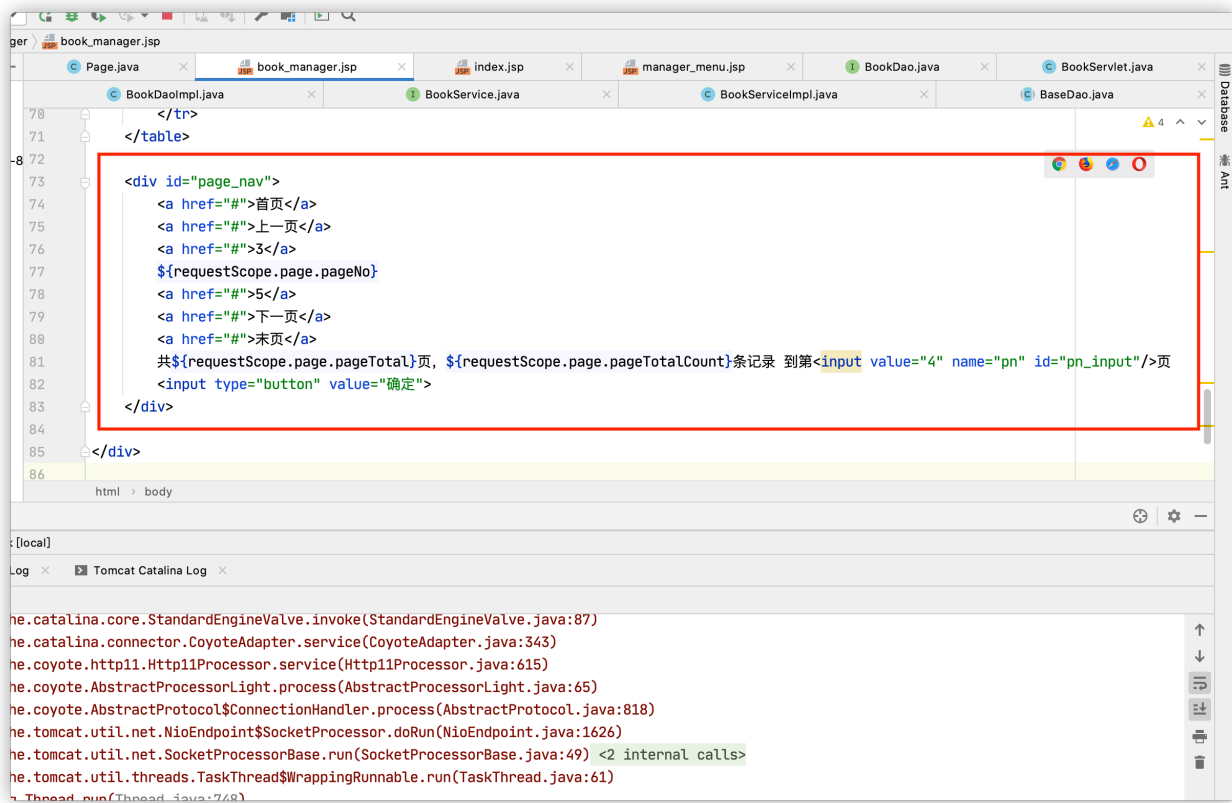 ger 〉 book_manager.jsp
Page.java book_manager.jsp index.jsp manager_menu.jsp BookDao.java BookServlet.java
BookDaoImpl.java BookService.java BookServiceImpl.java BaseDao.java
Database
Ant
4
70 </tr>
71 </table>
-8 72
73 <div id="page_nav">
74 <a href="#">首页</a>
75 <a href="#">上一页</a>
76 <a href="#">3</a>
77 ${requestScope.page.pageNo}
78 <a href="#">5</a>
79 <a href="#">下一页</a>
80 <a href="#">末页</a>
81 共${requestScope.page.pageTotal}页，${requestScope.page.pageTotalCount}条记录 到第<input value="4" name="pn" id="pn_input"/>页
82 <input type="button" value="确定">
83 </div>
84
85 </div>
86
html › body
[local]
Log Tomcat Catalina Log
he.catalina.core.StandardEngineValve.invoke(StandardEngineValve.java:87)
he.catalina.connector.CoyoteAdapter.service(CoyoteAdapter.java:343)
he.coyote.http11.Http11Processor.service(Http11Processor.java:615)
he.coyote.AbstractProcessorLight.process(AbstractProcessorLight.java:65)
he.coyote.AbstractProtocol$ConnectionHandler.process(AbstractProtocol.java:818)
he.tomcat.util.net.NioEndpoint$SocketProcessor.doRun(NioEndpoint.java:1626)
he.tomcat.util.net.SocketProcessorBase.run(SocketProcessorBase.java:49) <2 internal calls>
he.tomcat.util.threads.TaskThread$WrappingRunnable.run(TaskThread.java:61)
g.Thread.run(Thread.java:748)